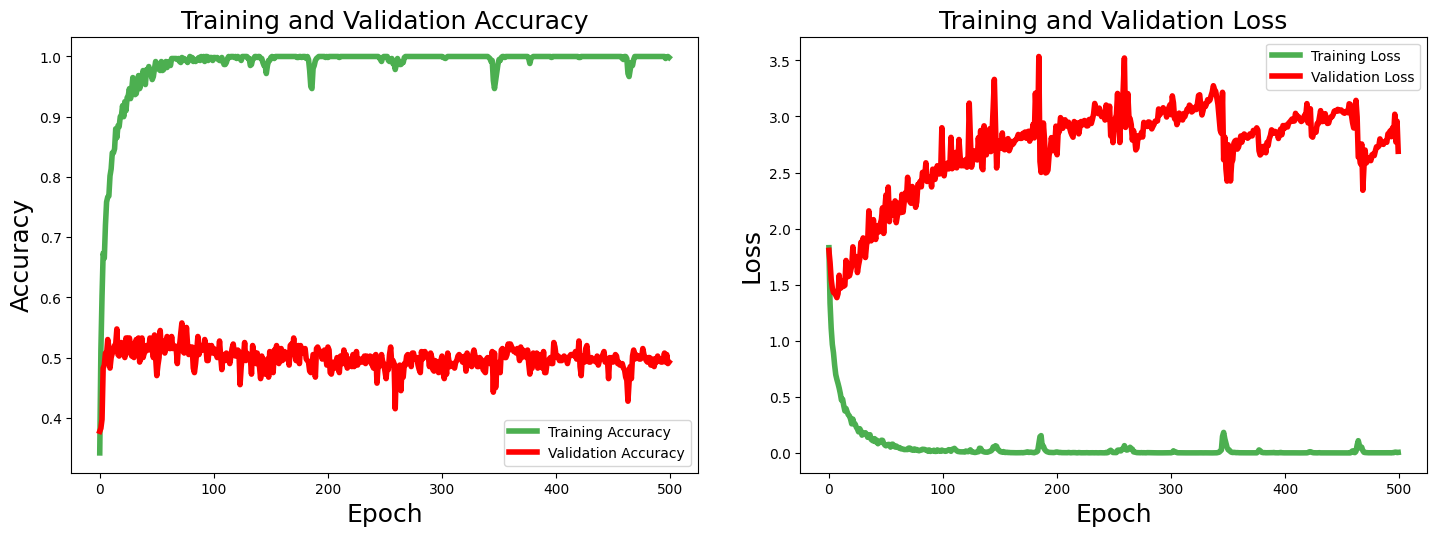 Training and Validation Accuracy
Accuracy
1.0
0.9
0.8
0.7
0.6
0.5
0.4
Training Accuracy
Validation Accuracy
0
100
200
300
400
500
Epoch
Training and Validation Loss
Loss
3.5
3.0
2.5
2.0
1.5
1.0
0.5
0.0
Training Loss
Validation Loss
0
100
200
300
400
500
Epoch